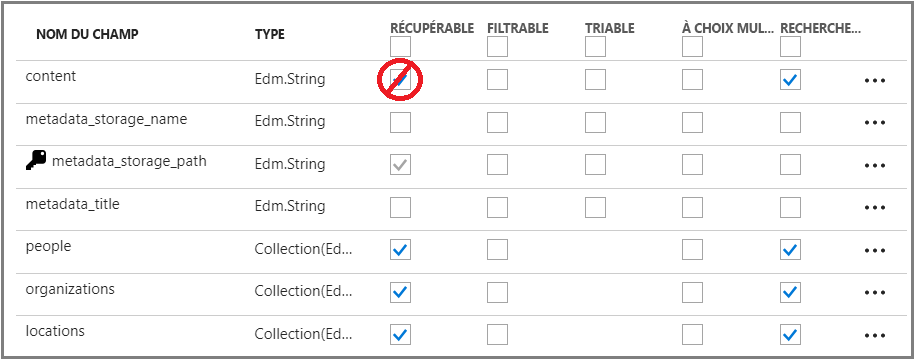 NOM DU CHAMP TYPE RÉCUPÉRABLE FILTRABLE TRIABLE À CHOIX MUL... RECHERCHE...
content Edm.String
metadata_storage_name Edm.String
metadata_storage_path Edm.String
metadata_title Edm.String
people Collection(Ed...
organizations Collection(Ed...
locations Collection(Ed...